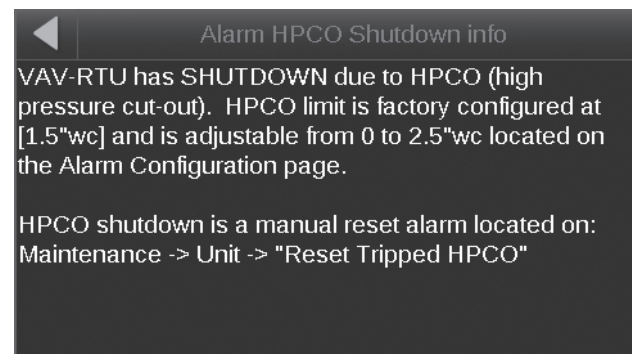 Alarm HPCO Shutdown info
VAV-RTU has SHUTDOWN due to HPCO (high
pressure cut-out).  HPCO limit is factory configured at
[1.5"wc] and is adjustable from 0 to 2.5"wc located on
the Alarm Configuration page.
HPCO shutdown is a manual reset alarm located on:
Maintenance -> Unit -> "Reset Tripped HPCO"